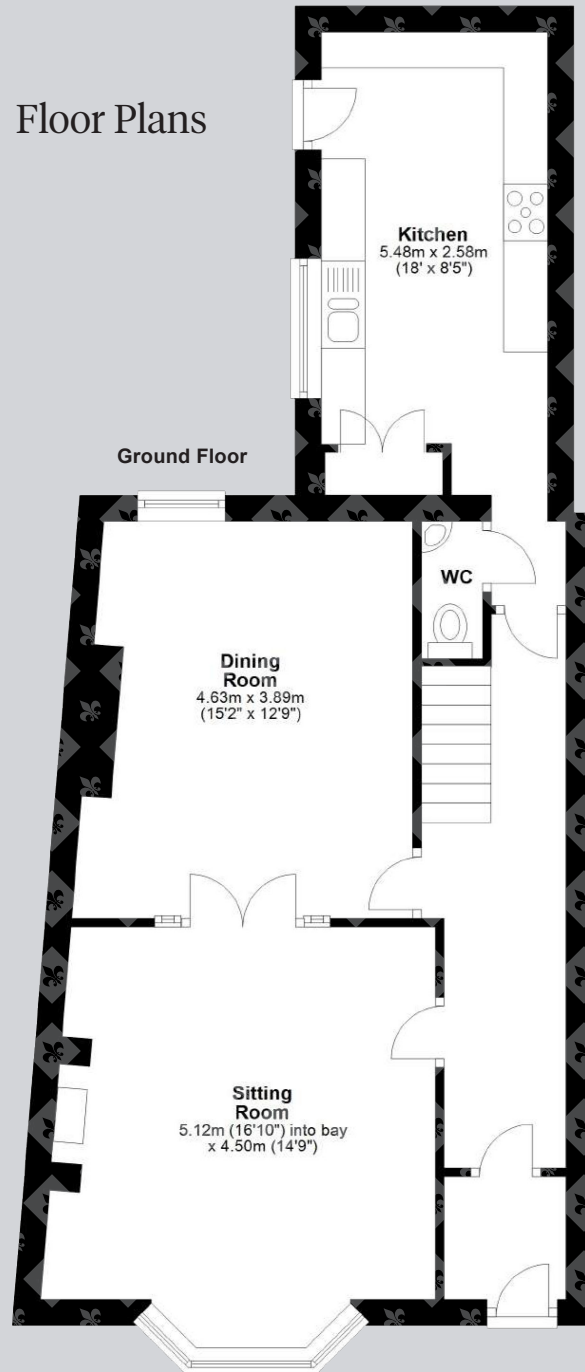 Floor Plans
Kitchen
5.48m x 2.58m
(18' x 8'5")
Ground Floor
WC
Dining
Room
4.63m x 3.89m
(15'2" x 12'9")
Sitting
Room
5.12m (16'10") into bay
x 4.50m (14'9")